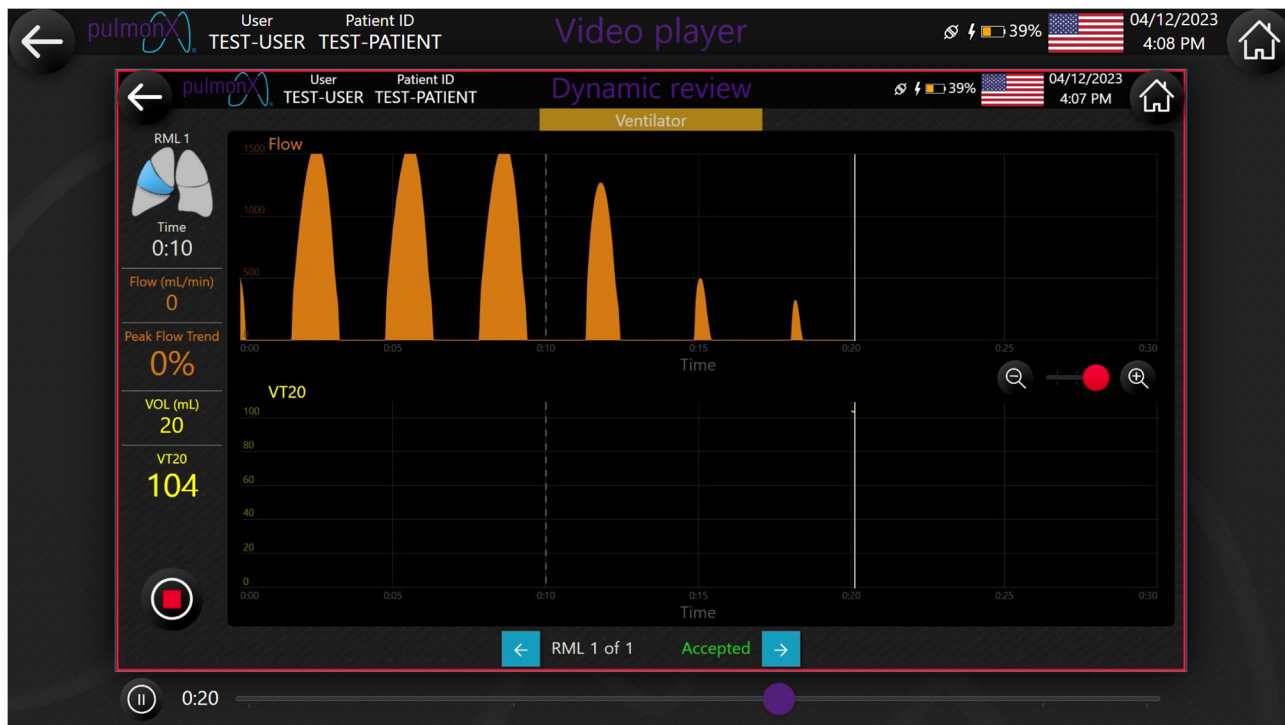 pulmonX
User
TEST-USER
Patient ID
TEST-PATIENT
Video player
39%
04/12/2023
4:08 PM
pulmonX
User
TEST-USER
Patient ID
TEST-PATIENT
Dynamic review
39%
04/12/2023
4:07 PM
Ventilator
RML 1
Time
0:10
Flow (mL/min)
0
Peak Flow Trend
0%
VOL (mL)
20
VT20
104
Flow
1500
1000
500
0
0:00 0:05 0:10 0:15 0:20 0:25 0:30
Time
VT20
100
80
60
40
20
0
0:00 0:05 0:10 0:15 0:20 0:25 0:30
Time
RML 1 of 1 Accepted
0:20